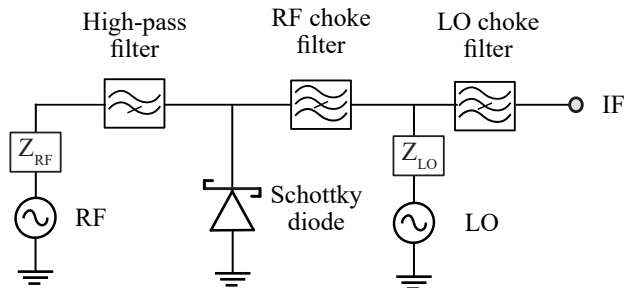 High-pass
filter
RF choke
filter
LO choke
filter
IF
Z_RF
Z_LO
RF
Schottky
diode
LO